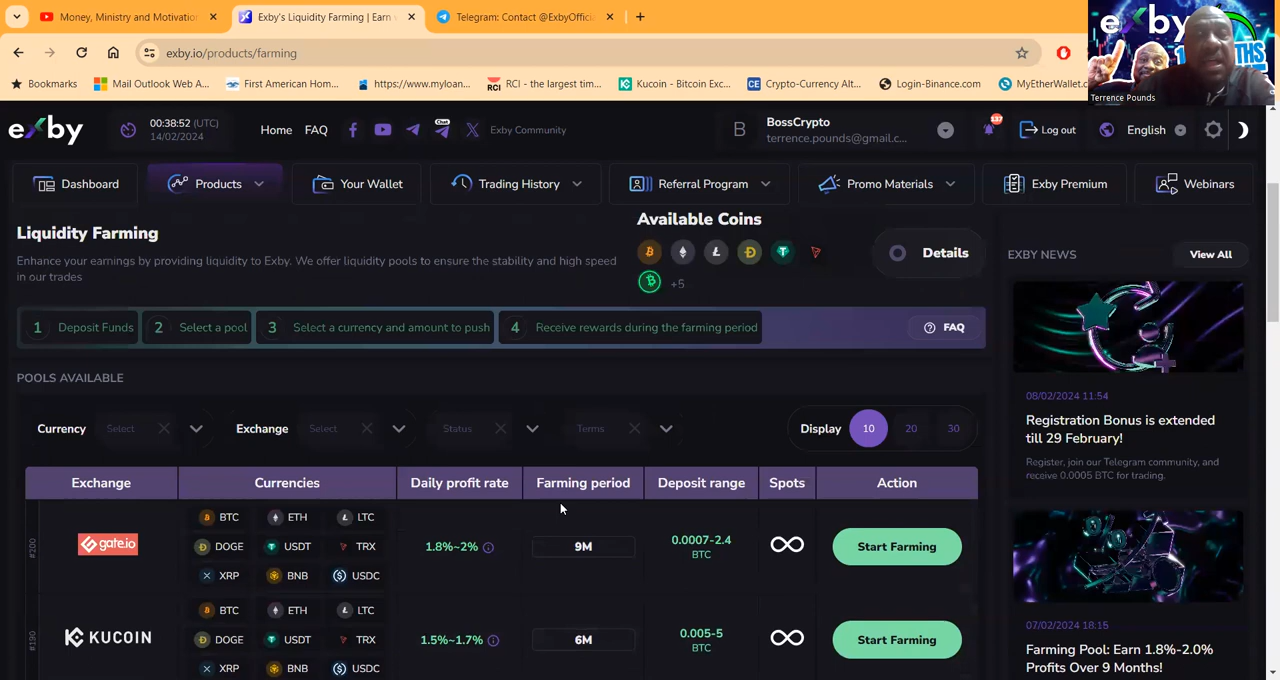 Money, Ministry and Motivation
Exby's Liquidity Farming | Earn
Telegram: Contact @ExbyOffici
exby.io/products/farming
Bookmarks
Mail Outlook Web A...
First American Hom...
https://www.myloan...
RCI
RCI - the largest tim...
Kucoin - Bitcoin Exc...
CE
Crypto-Currency Alt...
Login-Binance.com
MyEtherWallet.c
exby
THS
Terrence Pounds
exby
00:38:52 (UTC)
14/02/2024
Home
FAQ
Chat
Exby Community
B
BossCrypto
terrence.pounds@gmail.c...
137
Log out
English
Dashboard
Products
Your Wallet
Trading History
Referral Program
Promo Materials
Exby Premium
Webinars
Liquidity Farming
Enhance your earnings by providing liquidity to Exby. We offer liquidity pools to ensure the stability and high speed
in our trades
Available Coins
+5
Details
EXBY NEWS
View All
1 Deposit Funds
2 Select a pool
3 Select a currency and amount to push
4 Receive rewards during the farming period
FAQ
POOLS AVAILABLE
Currency
Select
Exchange
Select
Status
Terms
Display
10
20
30
Exchange
Currencies
Daily profit rate
Farming period
Deposit range
Spots
Action
#200
gate.io
BTC ETH LTC
DOGE USDT TRX
XRP BNB USDC
1.8%~2%
9M
0.0007-2.4
BTC
Start Farming
#190
KUCOIN
BTC ETH LTC
DOGE USDT TRX
XRP BNB USDC
1.5%~1.7%
6M
0.005-5
BTC
Start Farming
08/02/2024 11:54
Registration Bonus is extended
till 29 February!
Register, join our Telegram community, and
receive 0.0005 BTC for trading.
07/02/2024 18:15
Farming Pool: Earn 1.8%-2.0%
Profits Over 9 Months!